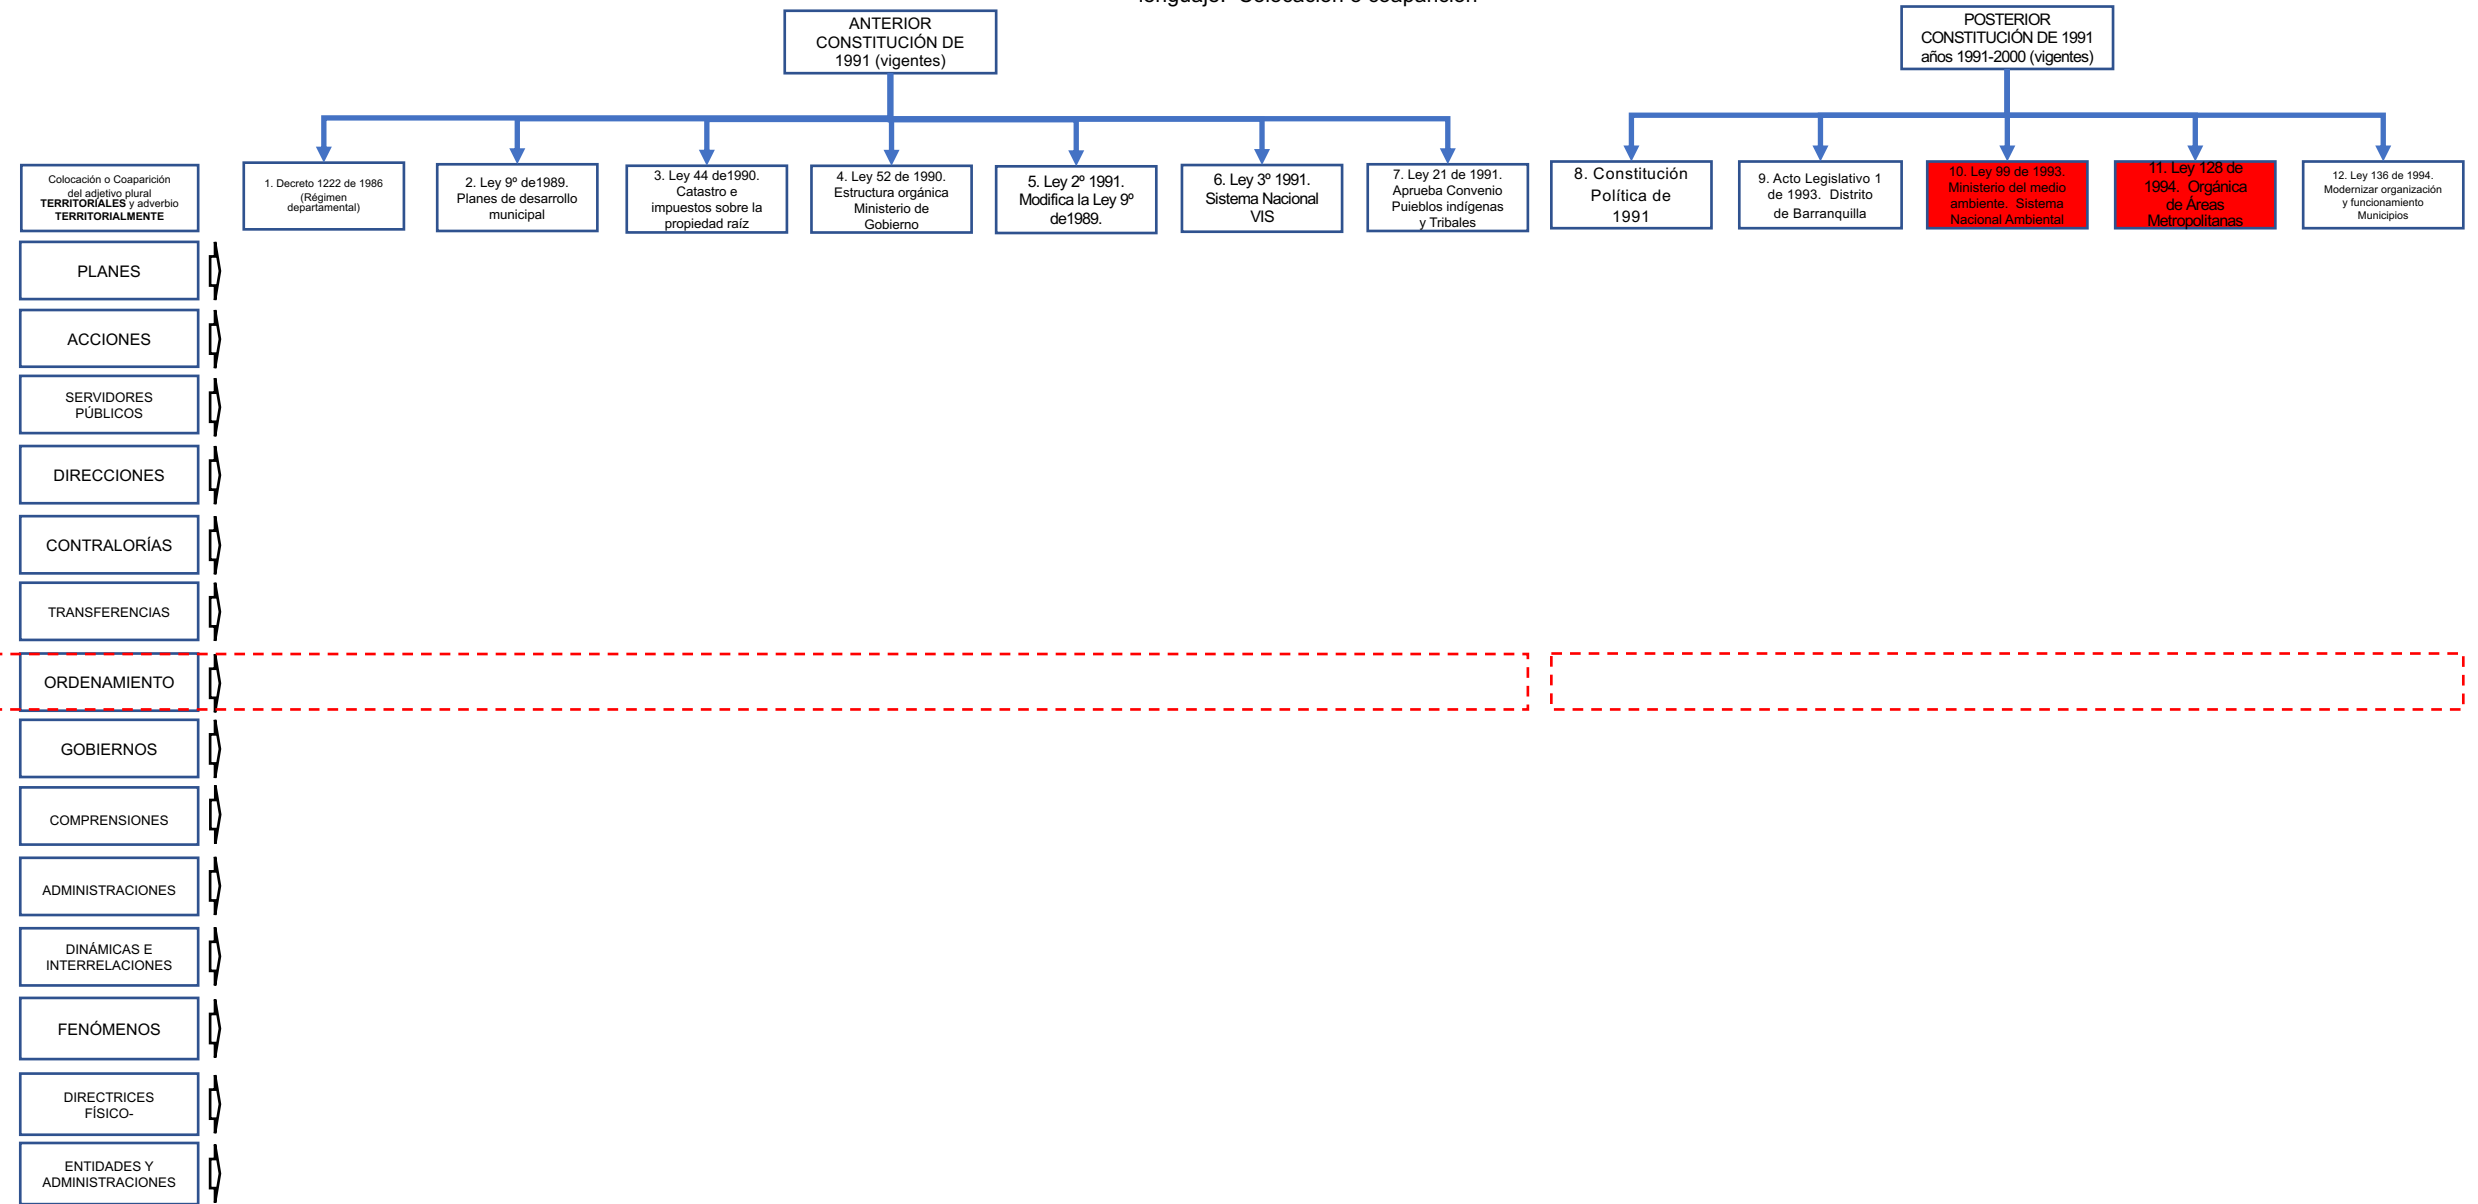 lenguaje. Colocación o coaparición
ANTERIOR
CONSTITUCIÓN DE
1991 (vigentes)
POSTERIOR
CONSTITUCIÓN DE 1991
años 1991-2000 (vigentes)
Colocación o Coaparición
del adjetivo plural
TERRITORIALES y adverbio
TERRITORIALMENTE
1. Decreto 1222 de 1986
(Régimen
departamental)
2. Ley 9º de1989.
Planes de desarrollo
municipal
3. Ley 44 de1990.
Catastro e
impuestos sobre la
propiedad raíz
4. Ley 52 de 1990.
Estructura orgánica
Ministerio de
Gobierno
5. Ley 2º 1991.
Modifica la Ley 9º
de1989.
6. Ley 3º 1991.
Sistema Nacional
VIS
7. Ley 21 de 1991.
Aprueba Convenio
Puieblos indígenas
y Tribales
8. Constitución
Política de
1991
9. Acto Legislativo 1
de 1993. Distrito
de Barranquilla
10. Ley 99 de 1993.
Ministerio del medio
ambiente. Sistema
Nacional Ambiental
11. Ley 128 de
1994. Orgánica
de Áreas
Metropolitanas
12. Ley 136 de 1994.
Modernizar organización
y funcionamiento
Municipios
PLANES
ACCIONES
SERVIDORES
PÚBLICOS
DIRECCIONES
CONTRALORÍAS
TRANSFERENCIAS
ORDENAMIENTO
GOBIERNOS
COMPRENSIONES
ADMINISTRACIONES
DINÁMICAS E
INTERRELACIONES
FENÓMENOS
DIRECTRICES
FÍSICO-
ENTIDADES Y
ADMINISTRACIONES